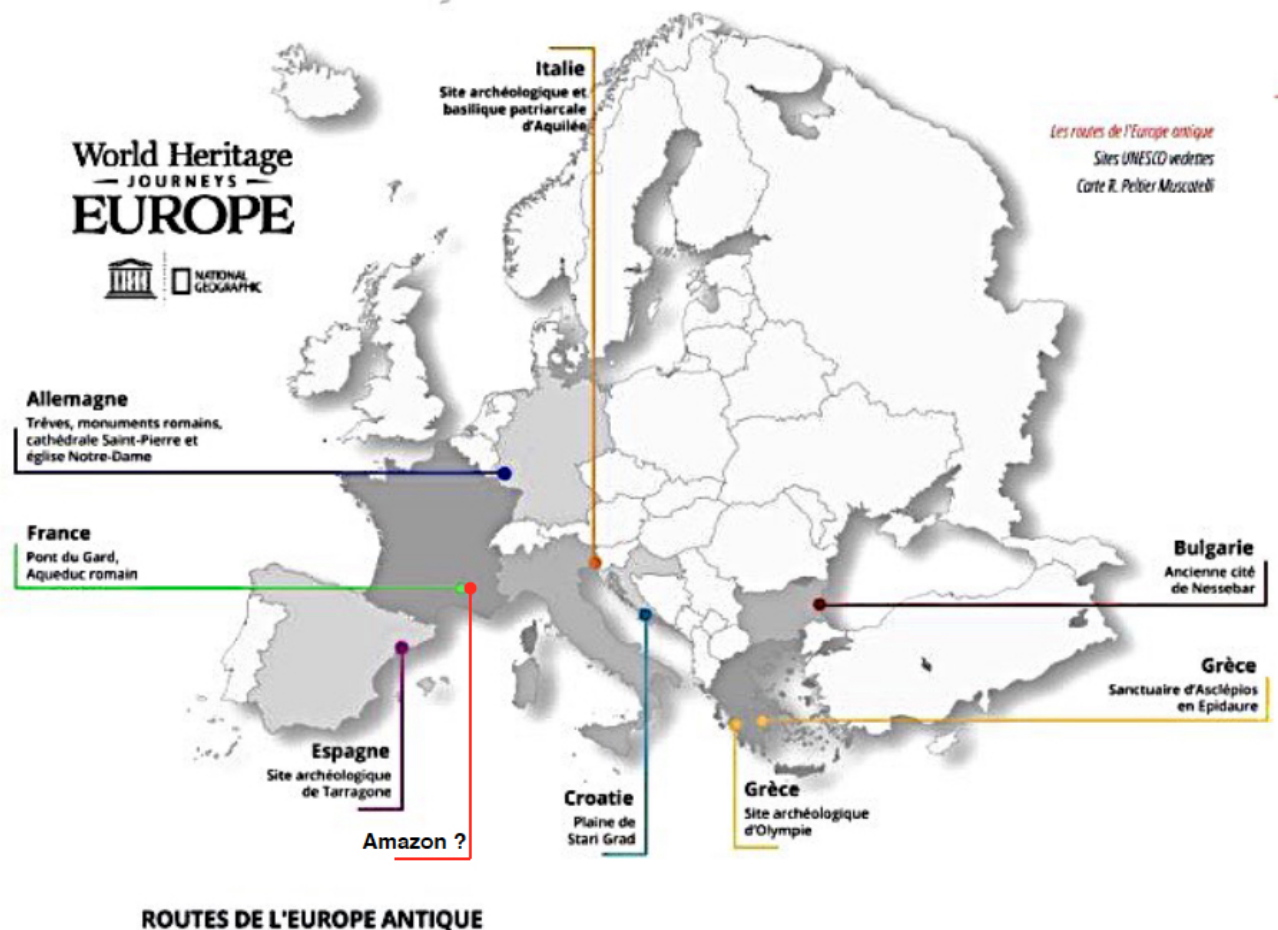 Italie
Site archéologique et
basilique patriarcale
d'Aquilée
World Heritage
JOURNEYS
EUROPE
UNESCO
NATIONAL
GEOGRAPHIC
Les routes de l'Europe antique
Sites UNESCO vedettes
Carte R. Peltier Muscatelli
Allemagne
Trèves, monuments romains,
cathédrale Saint-Pierre et
église Notre-Dame
France
Pont du Gard,
Aqueduc romain
Bulgarie
Ancienne cité
de Nessebar
Grèce
Sanctuaire d'Asclépios
en Epidaure
Espagne
Site archéologique
de Tarragone
Amazon ?
Croatie
Plaine de
Stari Grad
Grèce
Site archéologique
d'Olympie
ROUTES DE L'EUROPE ANTIQUE